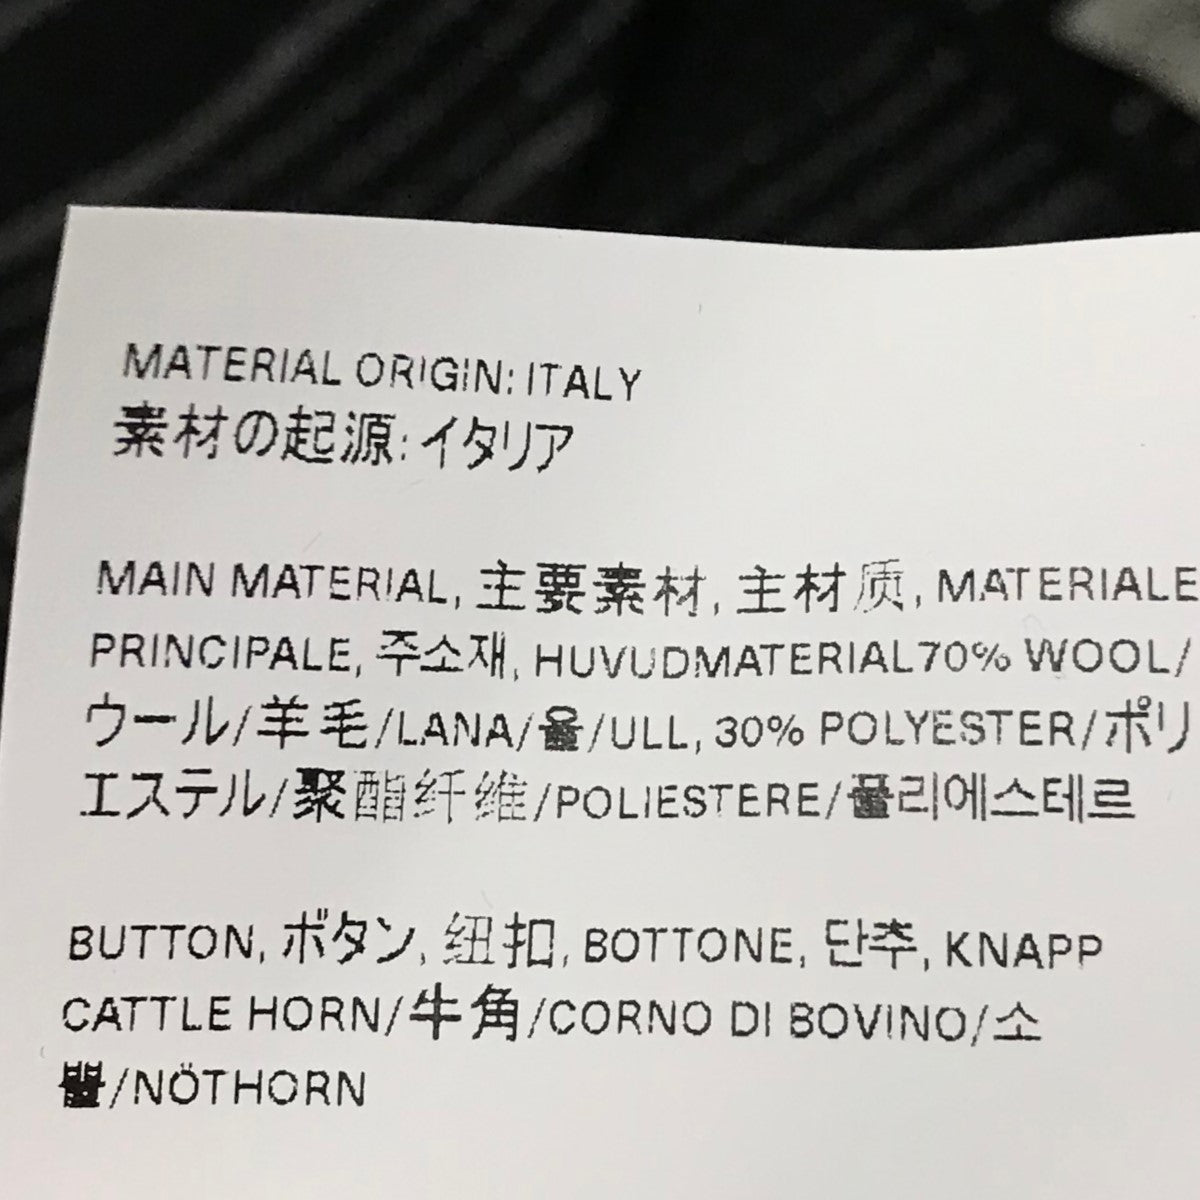 MATERIAL ORIGIN: ITALY
素材の起源: イタリア
MAIN MATERIAL, 主要素材, 主材质, MATERIALE
PRINCIPALE, 주소재, HUVUDMATERIAL70% WOOL/
ウール/羊毛/LANA/울/ULL, 30% POLYESTER/ポリ
エステル/聚酯纤维/POLIESTERE/폴리에스테르
BUTTON, ボタン, 纽扣, BOTTONE, 단추, KNAPP
CATTLE HORN/牛角/CORNO DI BOVINO/소
뿔/NÖTHORN